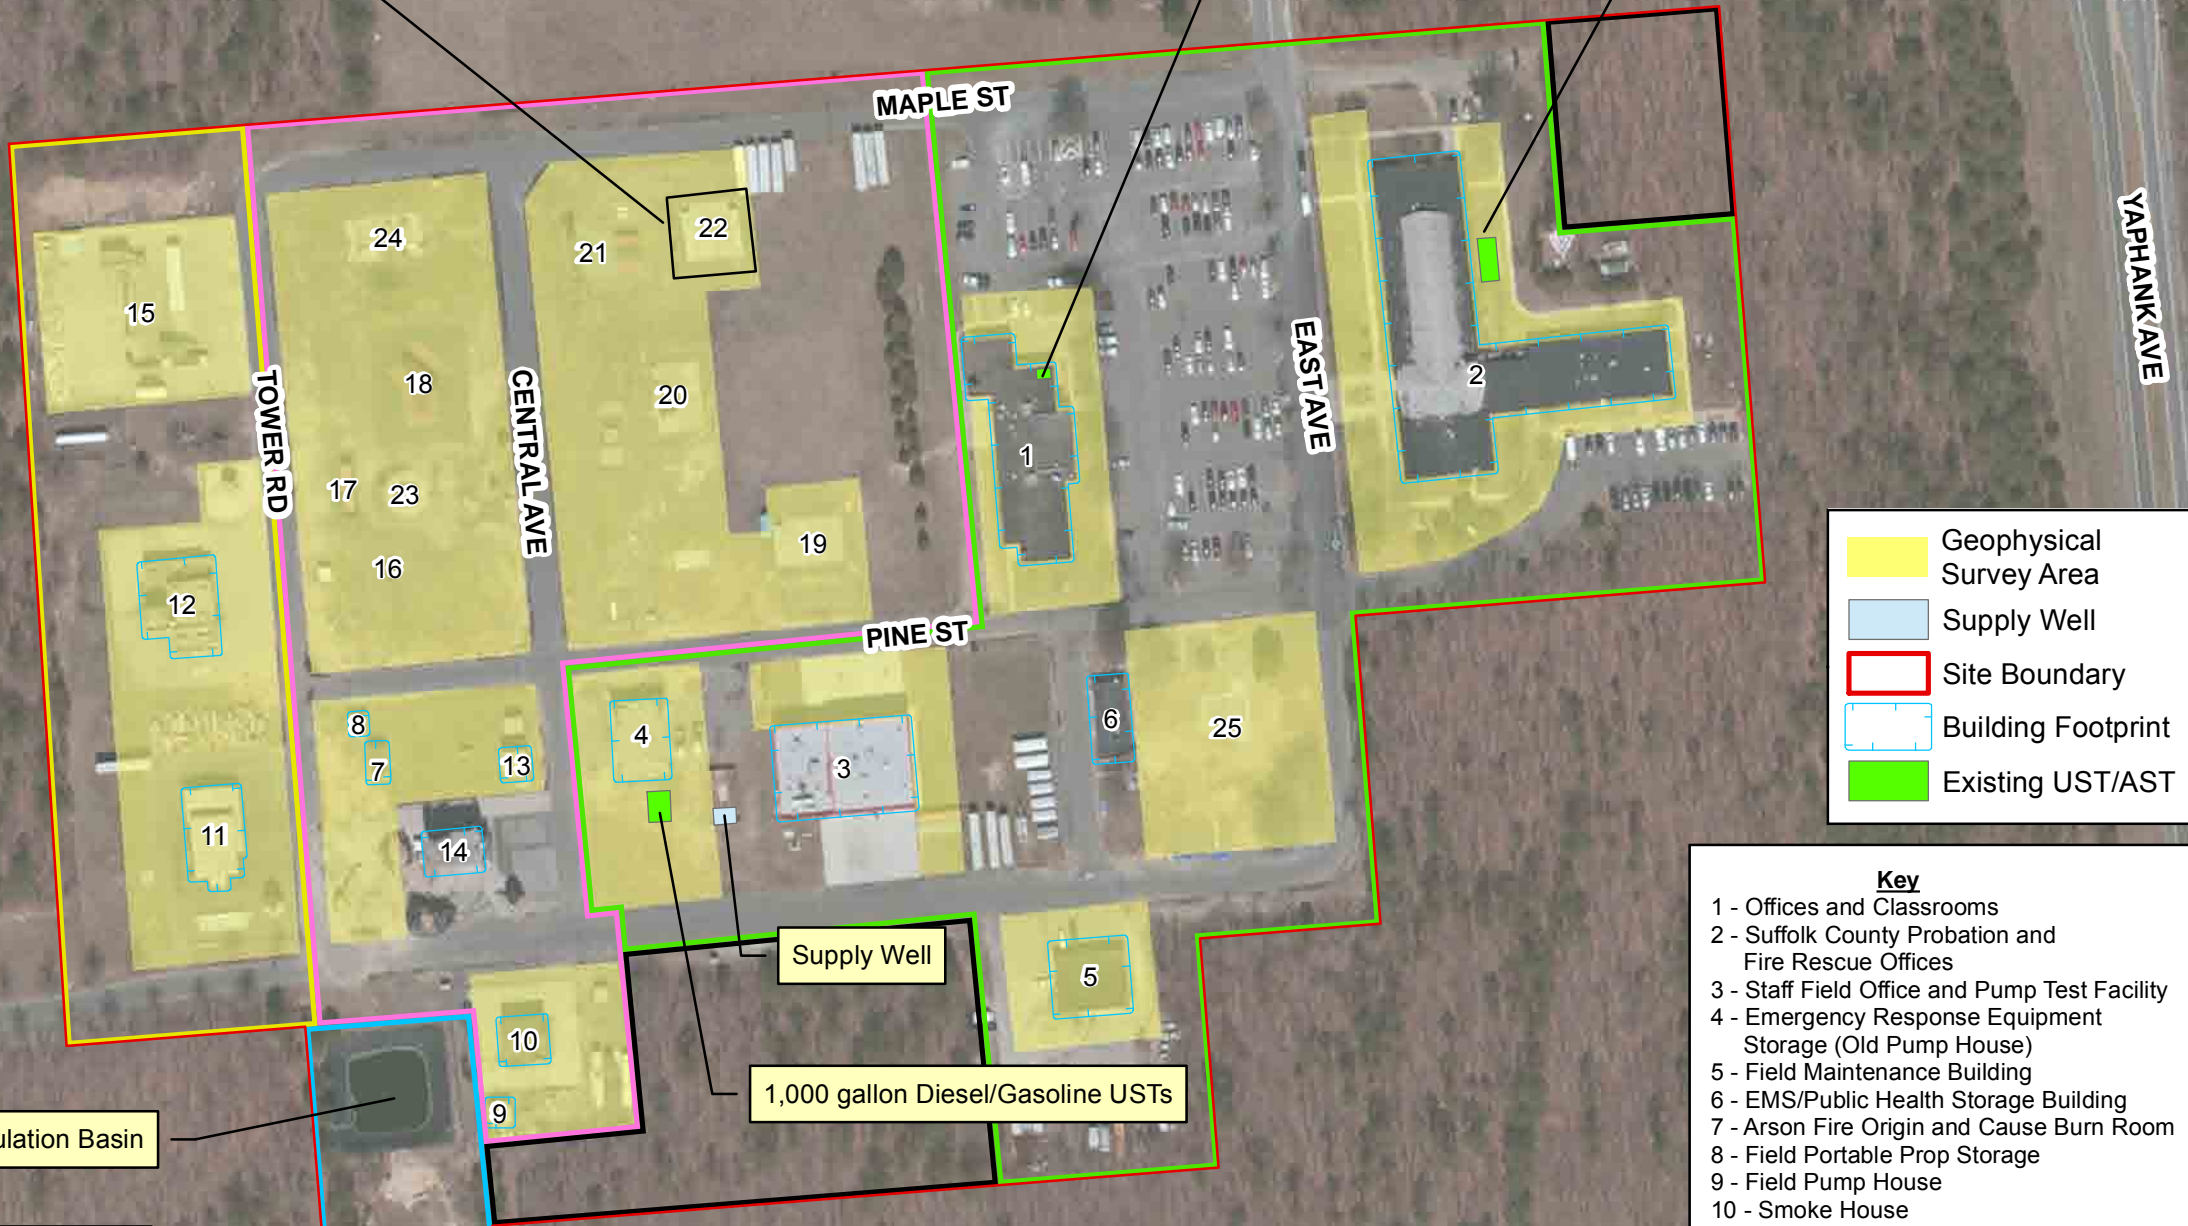 MAPLE ST
YAPHANK AVE
24
22
21
15
TOWER RD
CENTRAL AVE
EAST AVE
18
20
2
1
17
23
19
16
12
PINE ST
8
7
13
4
3
6
25
11
14
5
10
9
Supply Well
1,000 gallon Diesel/Gasoline USTs
ulation Basin
Geophysical
Survey Area
Supply Well
Site Boundary
Building Footprint
Existing UST/AST
Key
1 - Offices and Classrooms
2 - Suffolk County Probation and
Fire Rescue Offices
3 - Staff Field Office and Pump Test Facility
4 - Emergency Response Equipment
Storage (Old Pump House)
5 - Field Maintenance Building
6 - EMS/Public Health Storage Building
7 - Arson Fire Origin and Cause Burn Room
8 - Field Portable Prop Storage
9 - Field Pump House
10 - Smoke House